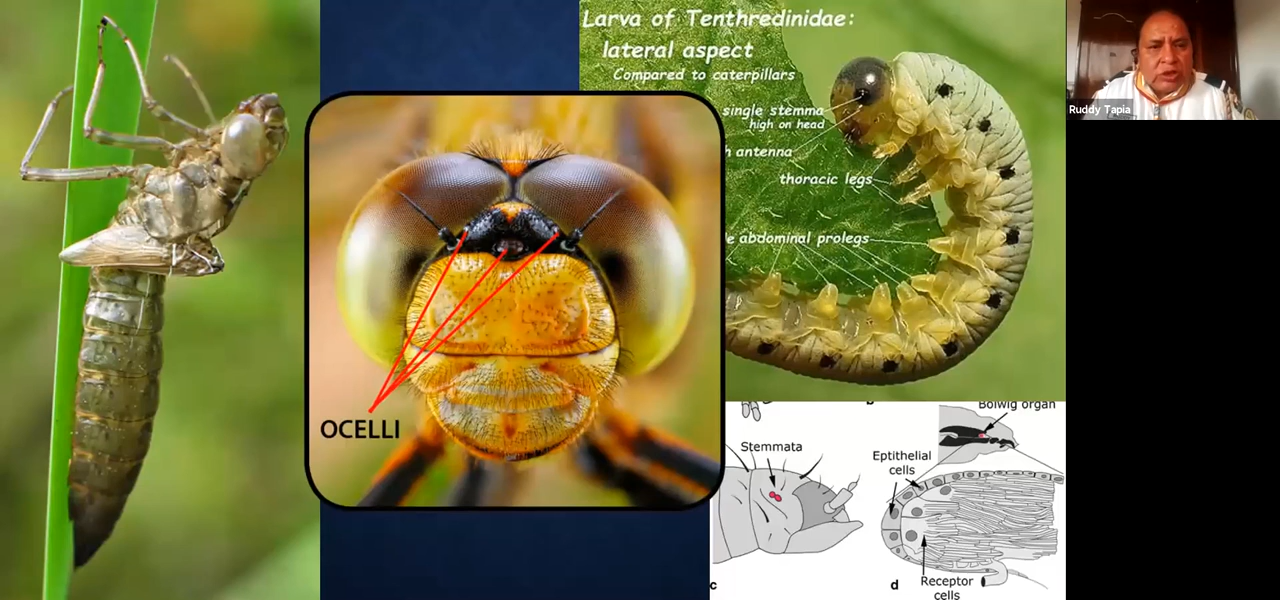 Larva of Tenthredinidae:
lateral aspect
Compared to caterpillars
single stemma
high on head
antenna
thoracic legs
abdominal prolegs
OCELLI
Ruddy Tapia
b
Bolwig organ
Stemmata
Eptithelial
cells
c
d
Receptor
cells